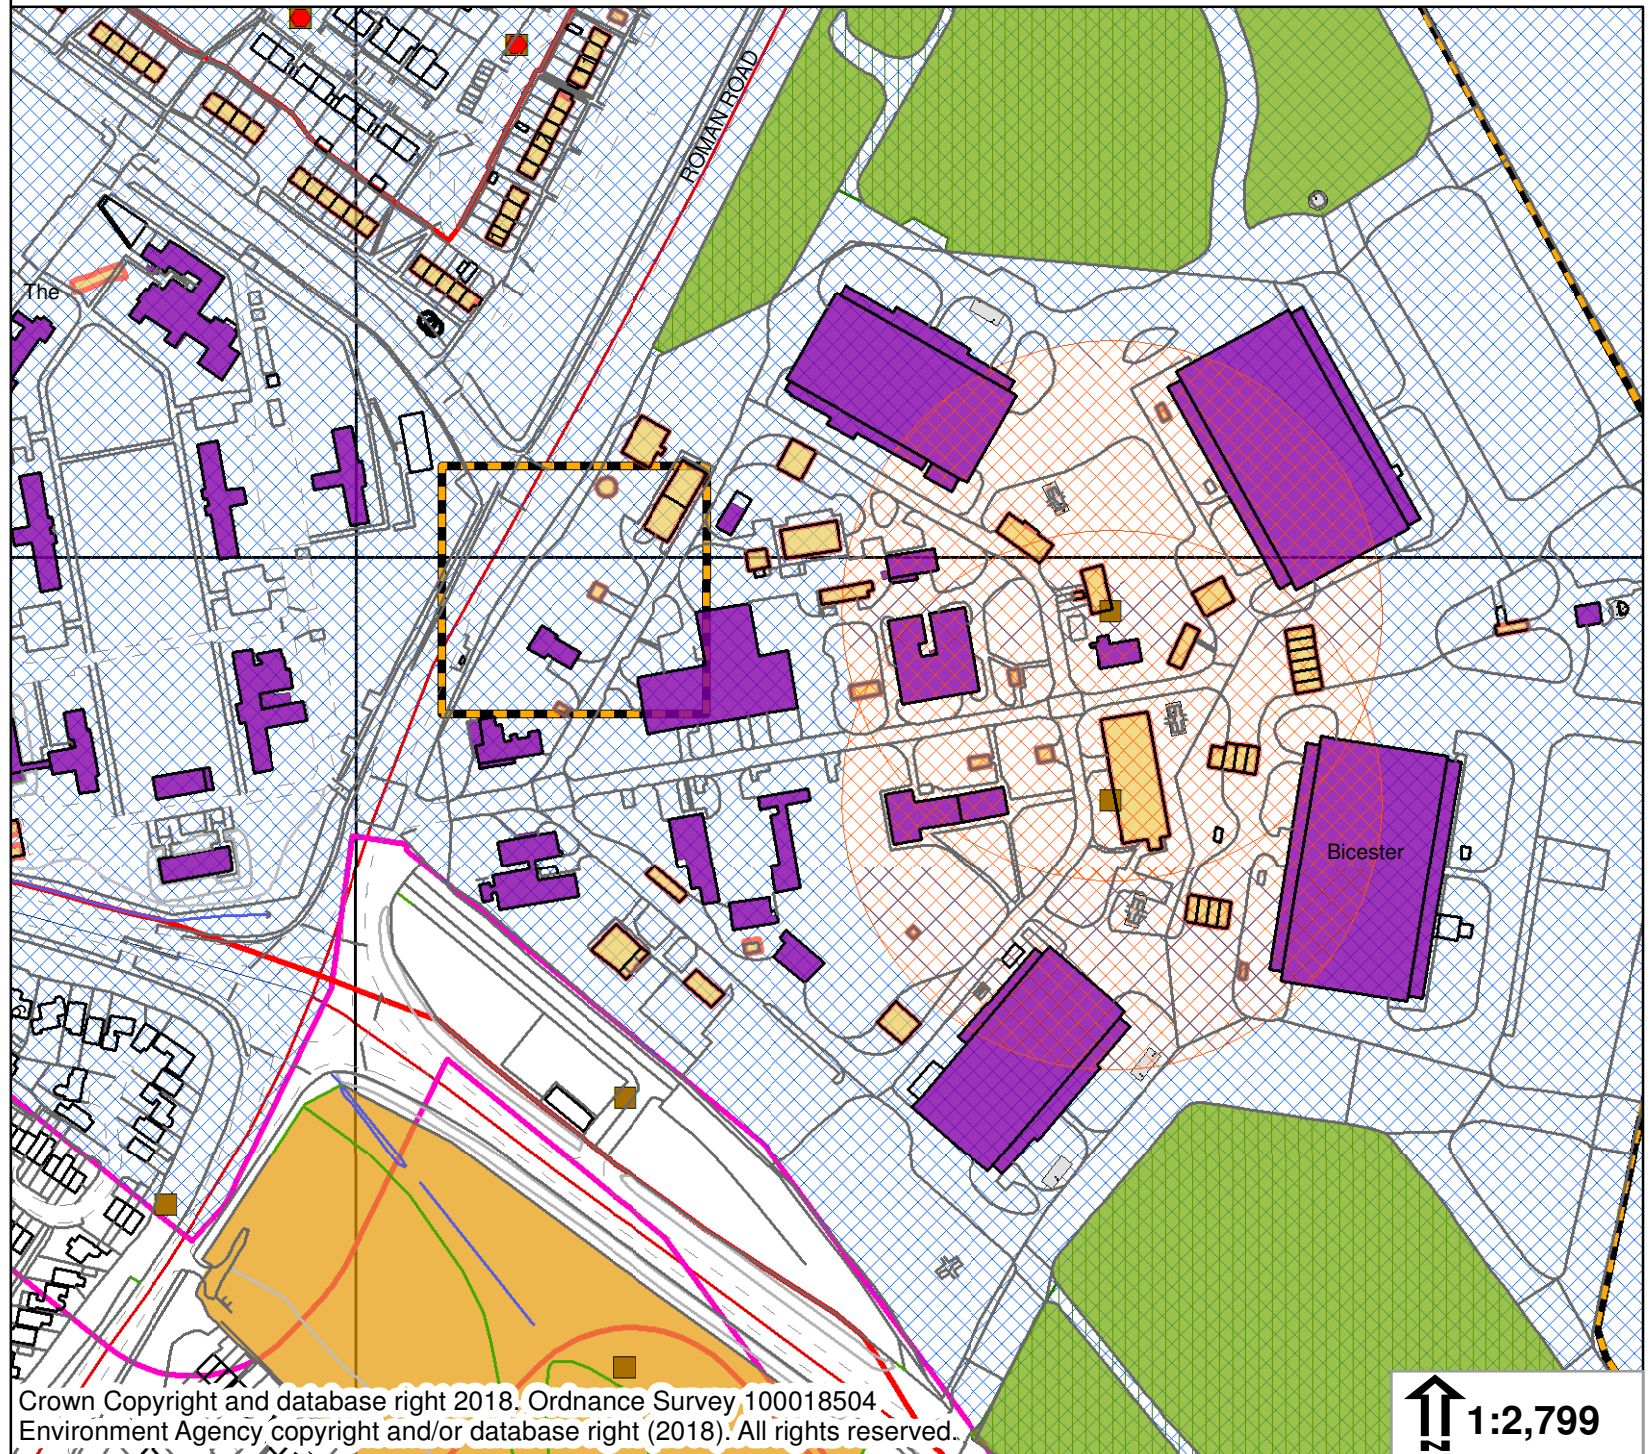 ROMAN ROAD
The
Bicester
Crown Copyright and database right 2018. Ordnance Survey 100018504
Environment Agency copyright and/or database right (2018). All rights reserved.
1:2,799
N